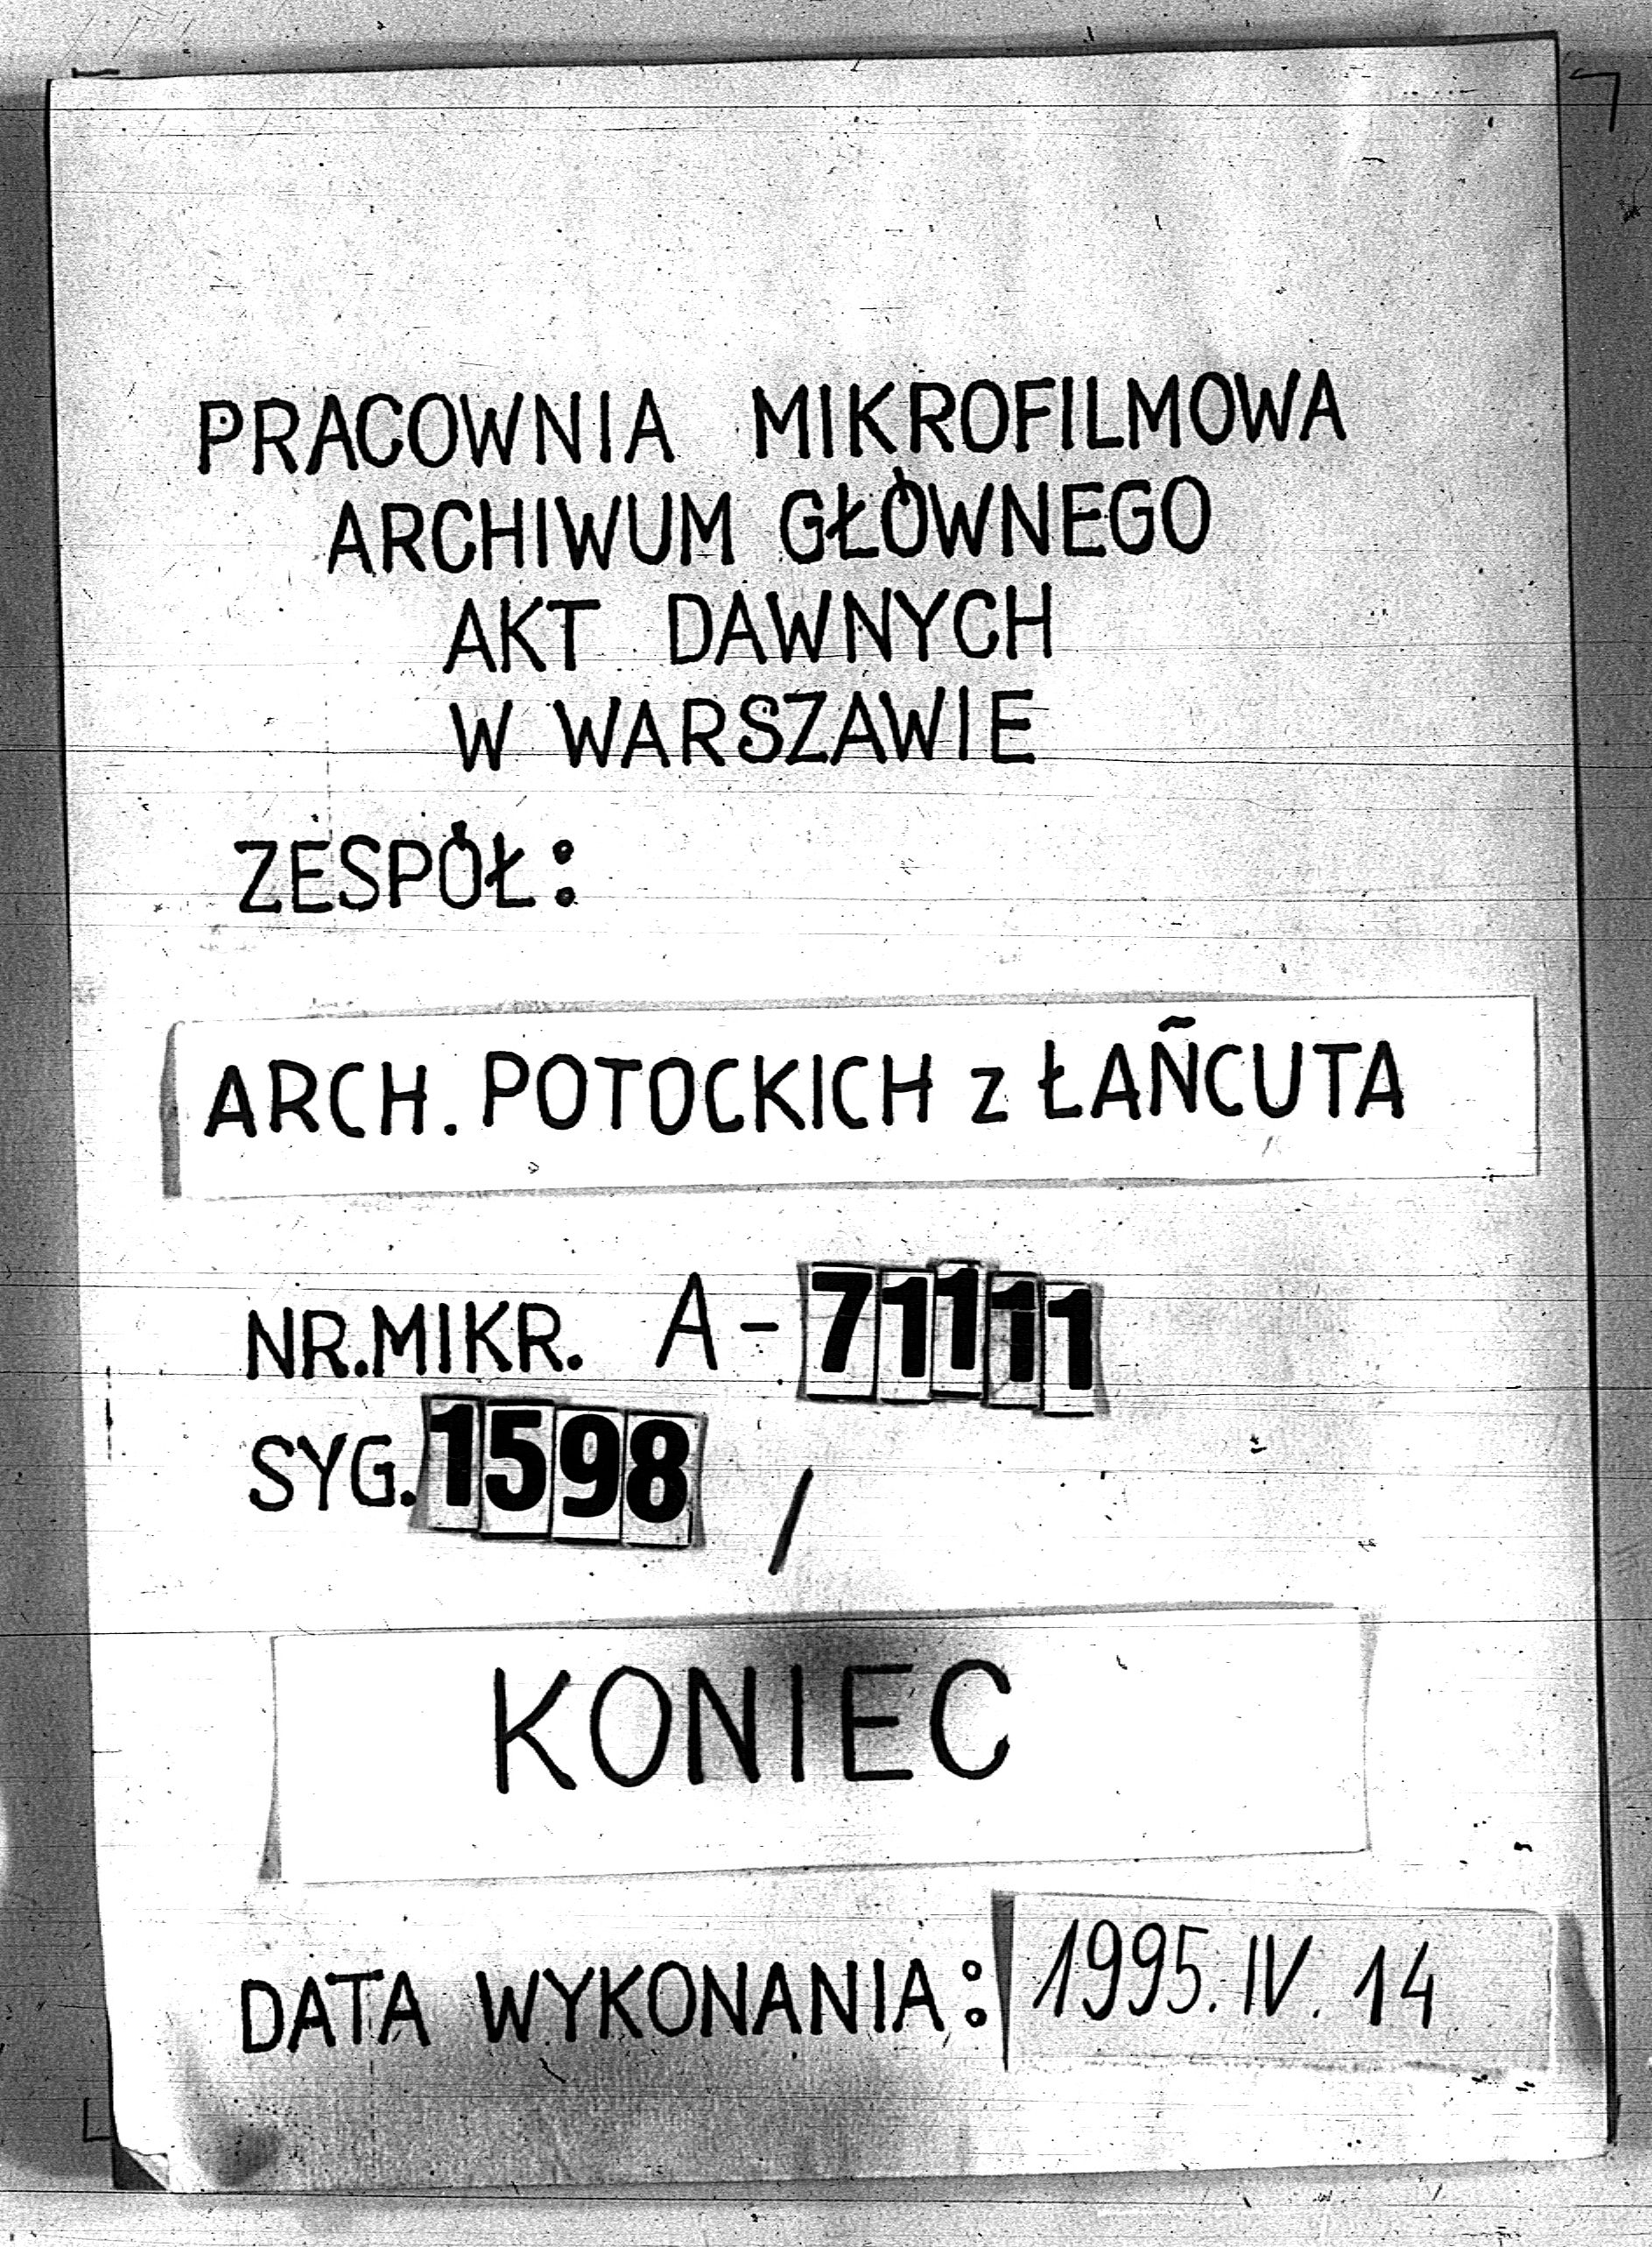 PRACOWNIA MIKROFILMOWA
ARCHIWUM GŁÓWNEGO
AKT DAWNYCH
W WARSZAWIE
ZESPÓŁ:
ARCH. POTOCKICH z ŁAŃCUTA
NR.MIKR. A-71111
SYG.1598 /
KONIEC
DATA WYKONANIA: 1995.IV.14